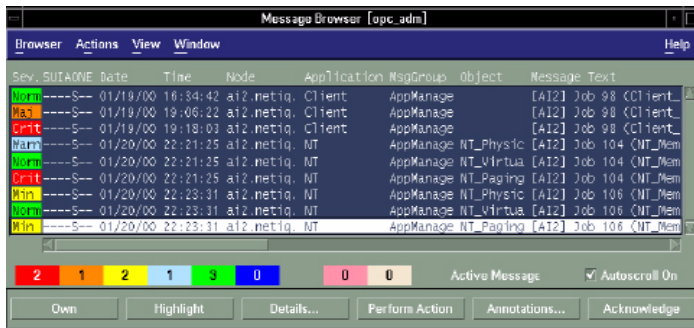 Message Browser [opc_adm]
Browser Actions View Window Help
Sev. SUIAONE Date Time Node Application MsgGroup Object Message Text
Norm ----S-- 01/19/00 16:34:42 ai2.netiq. Client AppManage [AI2] Job 98 (Client_
Maj ----S-- 01/19/00 19:06:22 ai2.netiq. Client AppManage [AI2] Job 98 (Client_
Crit ----S-- 01/19/00 19:18:03 ai2.netiq. Client AppManage [AI2] Job 98 (Client_
Warn ----S-- 01/20/00 22:21:25 ai2.netiq. NT AppManage NT_Physic [AI2] Job 104 (NT_Mem
Norm ----S-- 01/20/00 22:21:25 ai2.netiq. NT AppManage NT_Virtua [AI2] Job 104 (NT_Mem
Crit ----S-- 01/20/00 22:21:25 ai2.netiq. NT AppManage NT_Paging [AI2] Job 104 (NT_Mem
Min ----S-- 01/20/00 22:23:31 ai2.netiq. NT AppManage NT_Physic [AI2] Job 106 (NT_Mem
Norm ----S-- 01/20/00 22:23:31 ai2.netiq. NT AppManage NT_Virtua [AI2] Job 106 (NT_Mem
Min ----S-- 01/20/00 22:23:31 ai2.netiq. NT AppManage NT_Paging [AI2] Job 106 (NT_Mem
2 1 2 1 3 0 0 0 Active Message Autoscroll On
Own Highlight Details... Perform Action Annotations... Acknowledge